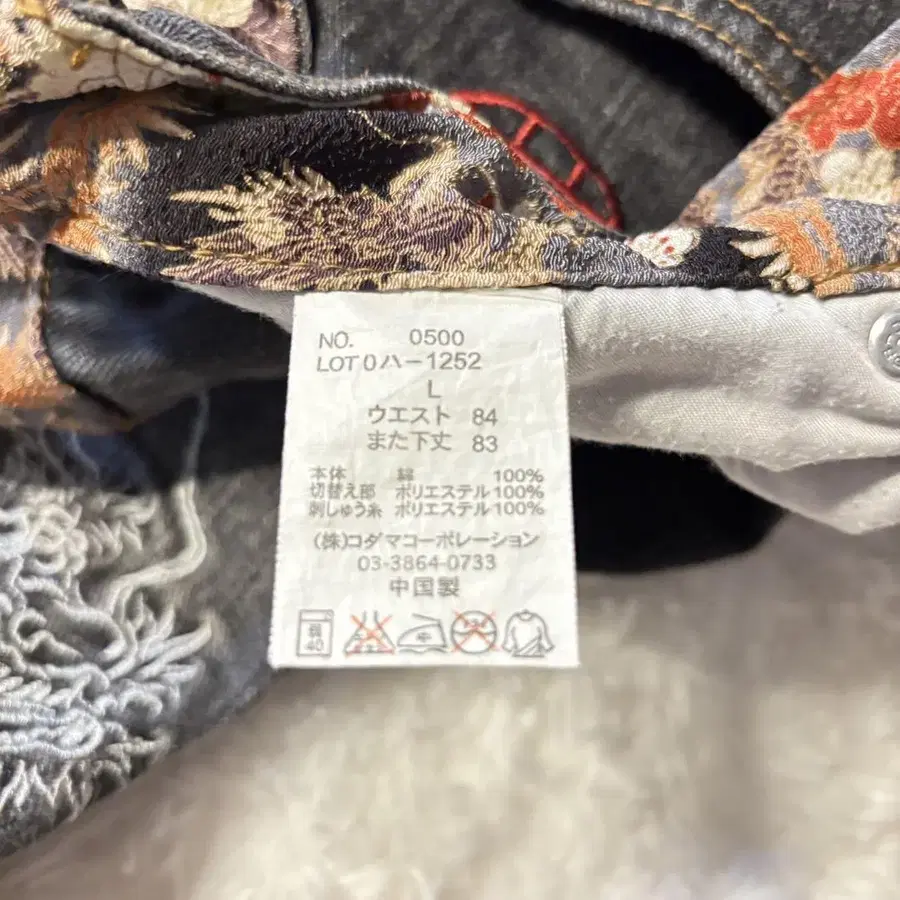 NO. 0500
LOT 0ハー1252
L
ウエスト 84
また下丈 83
本体 綿 100%
切替え部 ポリエステル100%
刺しゅう糸 ポリエステル100%
(株)コダマコーポレーション
03-3864-0733
中国製
弱
40
中